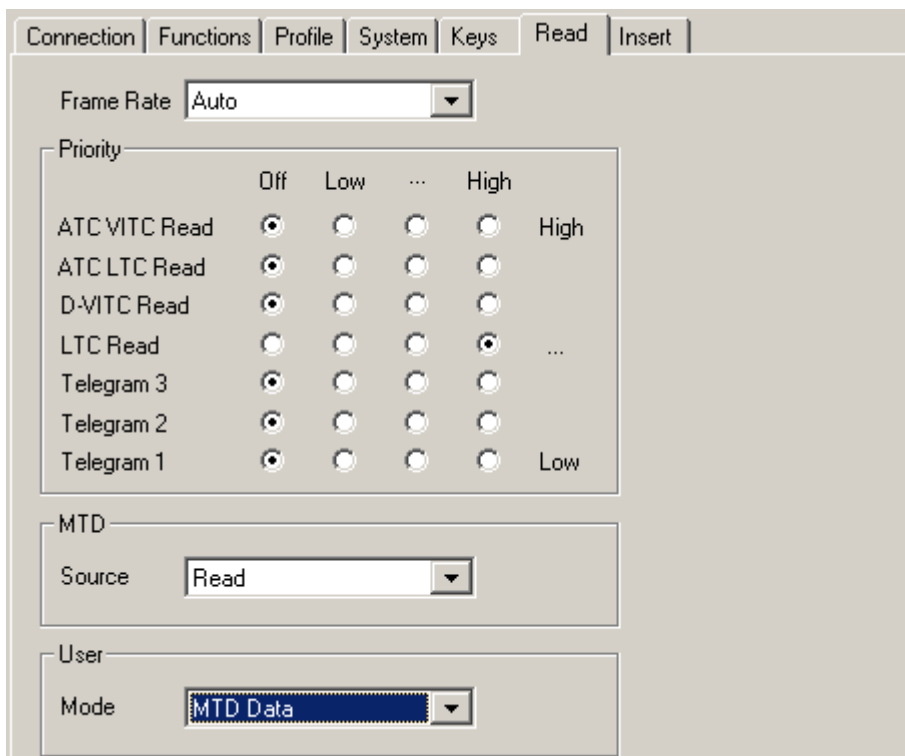 Connection Functions Profile System Keys Read Insert
Frame Rate Auto
Priority
Off Low ... High
ATC VITC Read High
ATC LTC Read
D-VITC Read
LTC Read ...
Telegram 3
Telegram 2
Telegram 1 Low
MTD
Source Read
User
Mode MTD Data